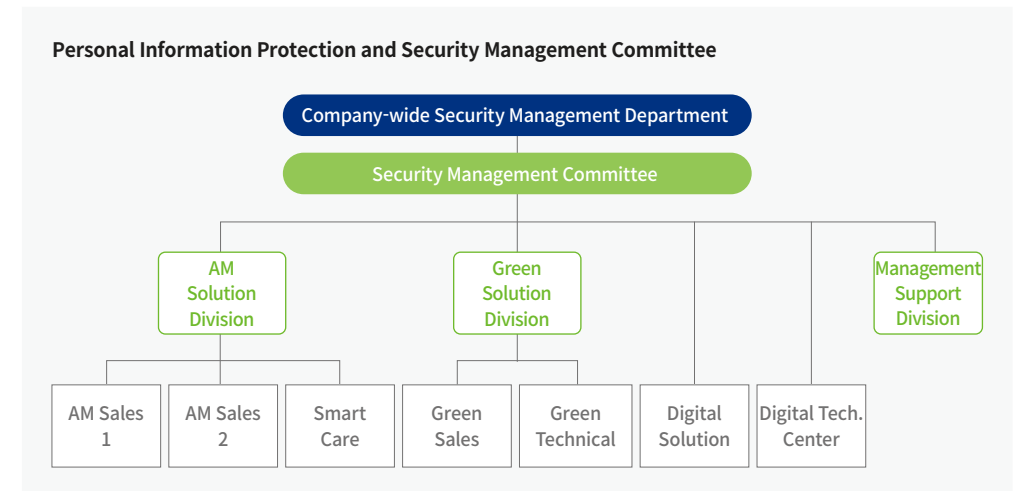 Personal Information Protection and Security Management Committee
Company-wide Security Management Department
Security Management Committee
AM
Solution
Division
Green
Solution
Division
Management
Support
Division
AM Sales
1
AM Sales
2
Smart
Care
Green
Sales
Green
Technical
Digital
Solution
Digital Tech.
Center